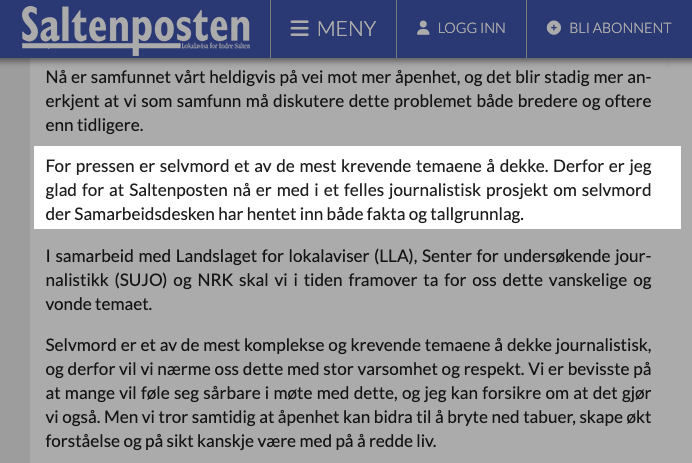 Saltenposten
Lokalavisa for Indre Salten
MENY
LOGG INN
BLI ABONNENT
Nå er samfunnet vårt heldigvis på vei mot mer åpenhet, og det blir stadig mer an-
erkjent at vi som samfunn må diskutere dette problemet både bredere og oftere
enn tidligere.
For pressen er selvmord et av de mest krevende temaene å dekke. Derfor er jeg
glad for at Saltenposten nå er med i et felles journalistisk prosjekt om selvmord
der Samarbeidsdesken har hentet inn både fakta og tallgrunnlag.
I samarbeid med Landslaget for lokalaviser (LLA), Senter for undersøkende jour-
nalistikk (SUJO) og NRK skal vi i tiden framover ta for oss dette vanskelige og
vonde temaet.
Selvmord er et av de mest komplekse og krevende temaene å dekke journalistisk,
og derfor vil vi nærme oss dette med stor varsomhet og respekt. Vi er bevisste på
at mange vil føle seg sårbare i møte med dette, og jeg kan forsikre om at det gjør
vi også. Men vi tror samtidig at åpenhet kan bidra til å bryte ned tabuer, skape økt
forståelse og på sikt kanskje være med på å redde liv.